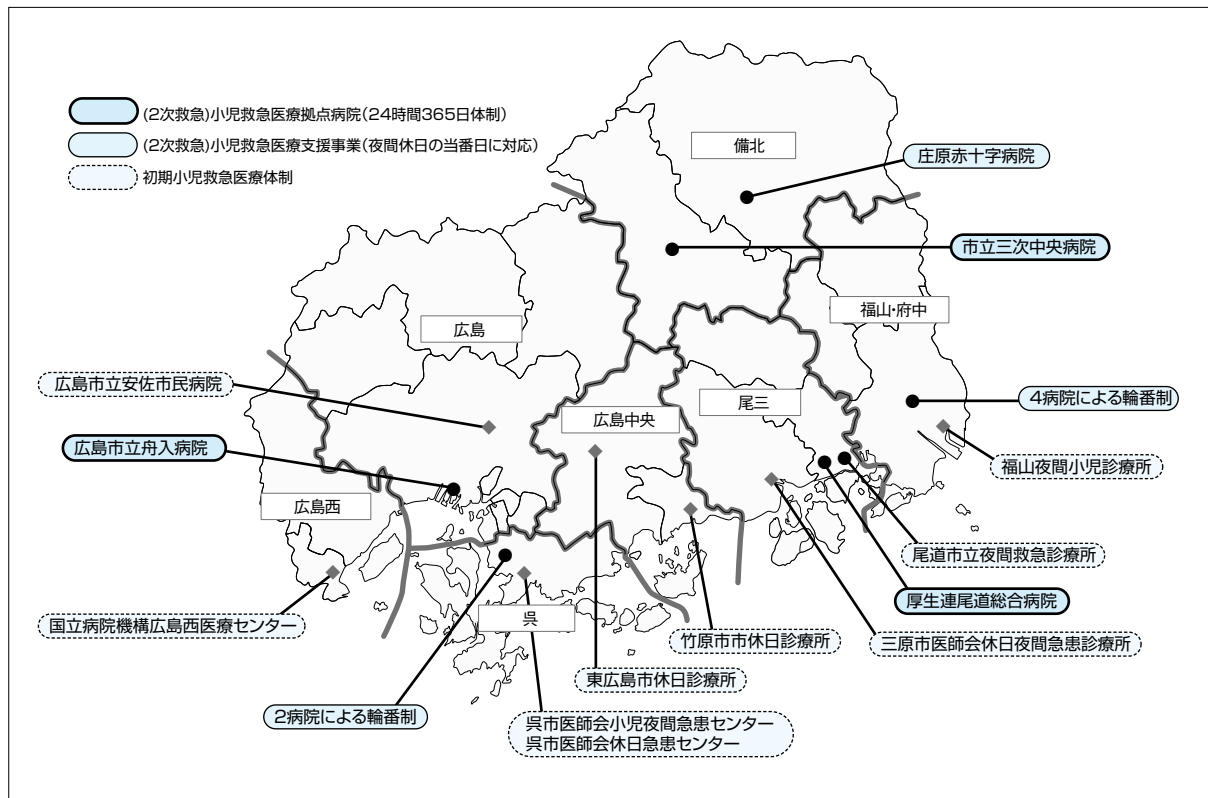 (2次救急)小児救急医療拠点病院(24時間365日体制)
(2次救急)小児救急医療支援事業(夜間休日の当番日に対応)
初期小児救急医療体制
備北
庄原赤十字病院
市立三次中央病院
福山・府中
広島
広島市立安佐市民病院
尾三
4病院による輪番制
広島中央
広島市立舟入病院
福山夜間小児診療所
広島西
尾道市立夜間救急診療所
厚生連尾道総合病院
呉
国立病院機構広島西医療センター
竹原市市休日診療所
三原市医師会休日夜間急患診療所
東広島市休日診療所
2病院による輪番制
呉市医師会小児夜間急患センター
呉市医師会休日急患センター